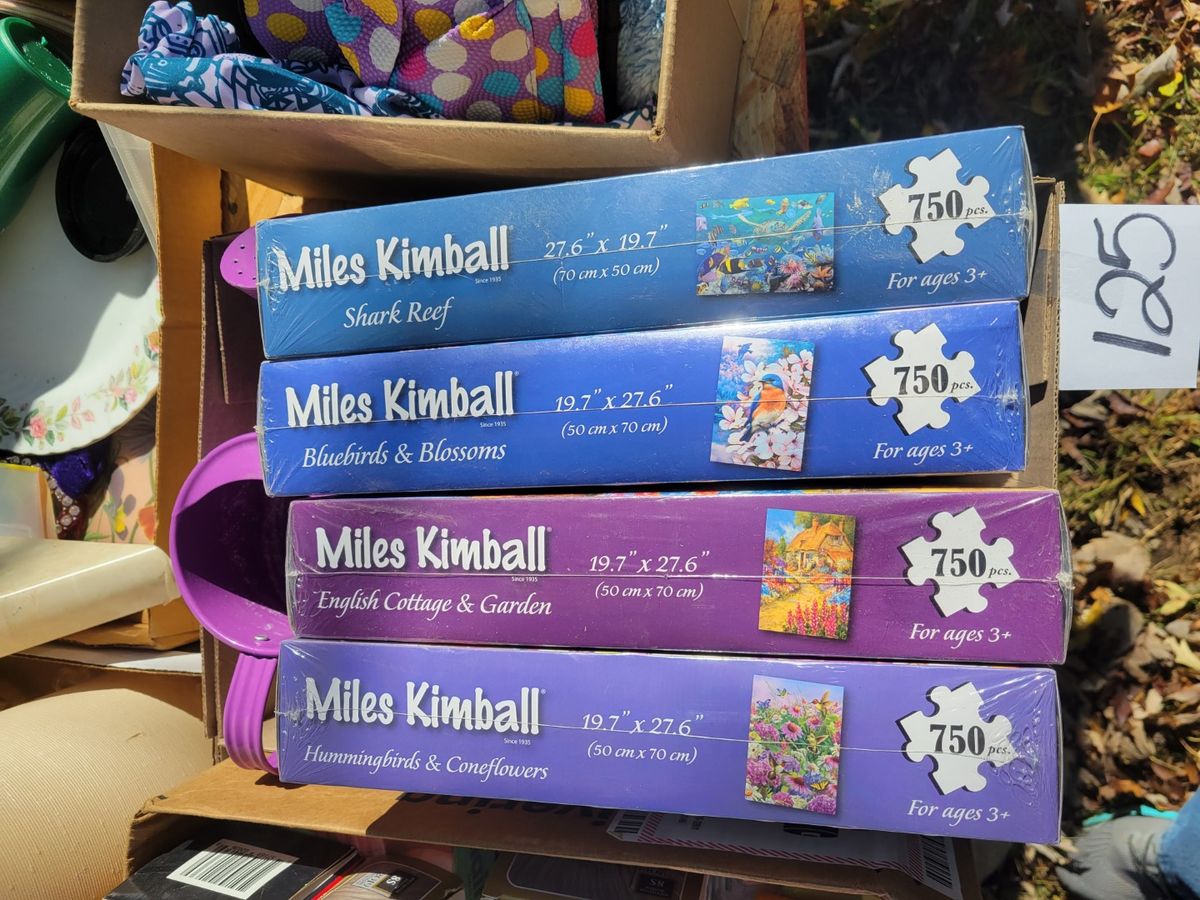 Miles Kimball®
Since 1935
Shark Reef
27.6" x 19.7"
(70 cm x 50 cm)
750 pcs.
For ages 3+
Miles Kimball®
Since 1935
Bluebirds & Blossoms
19.7" x 27.6"
(50 cm x 70 cm)
750 pcs.
For ages 3+
Miles Kimball®
Since 1935
English Cottage & Garden
19.7" x 27.6"
(50 cm x 70 cm)
750 pcs.
For ages 3+
Miles Kimball®
Since 1935
Hummingbirds & Coneflowers
19.7" x 27.6"
(50 cm x 70 cm)
750 pcs.
For ages 3+
125